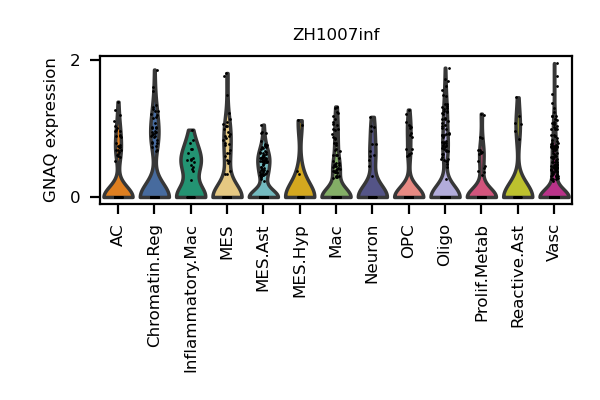 ZH1007inf
GNAQ expression
2
0
AC
Chromatin.Reg
Inflammatory.Mac
MES
MES.Ast
MES.Hyp
Mac
Neuron
OPC
Oligo
Prolif.Metab
Reactive.Ast
Vasc